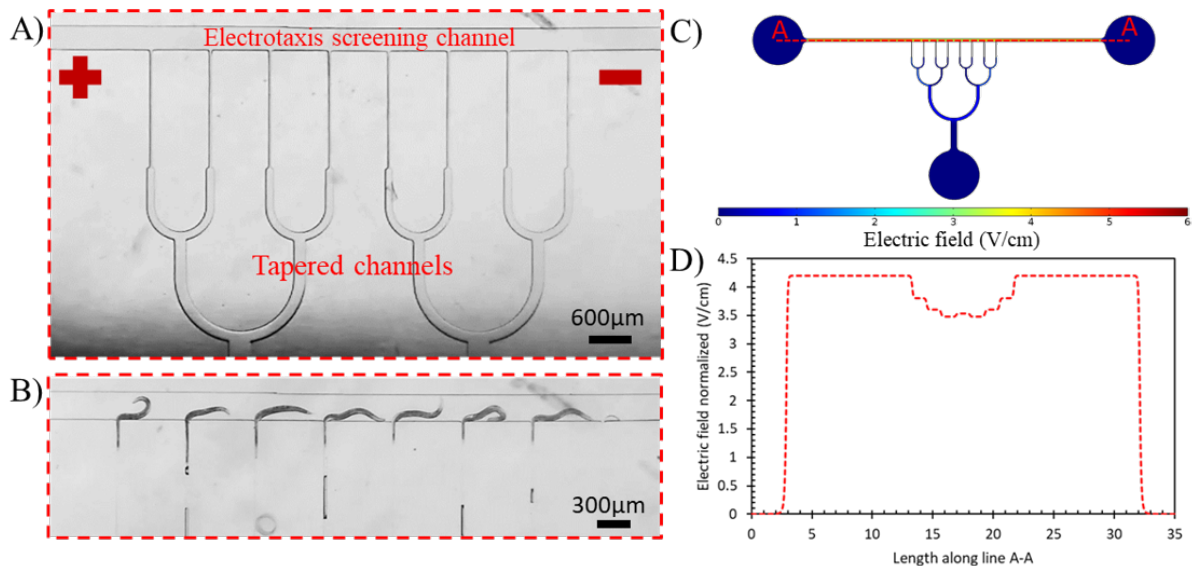 A)
Electrotaxis screening channel
Tapered channels
600μm
B)
300μm
C)
A
A
0 1 2 3 4 5 6
Electric field (V/cm)
D)
Electric field normalized (V/cm)
4.5
4
3.5
3
2.5
2
1.5
1
0.5
0
0 5 10 15 20 25 30 35
Length along line A-A